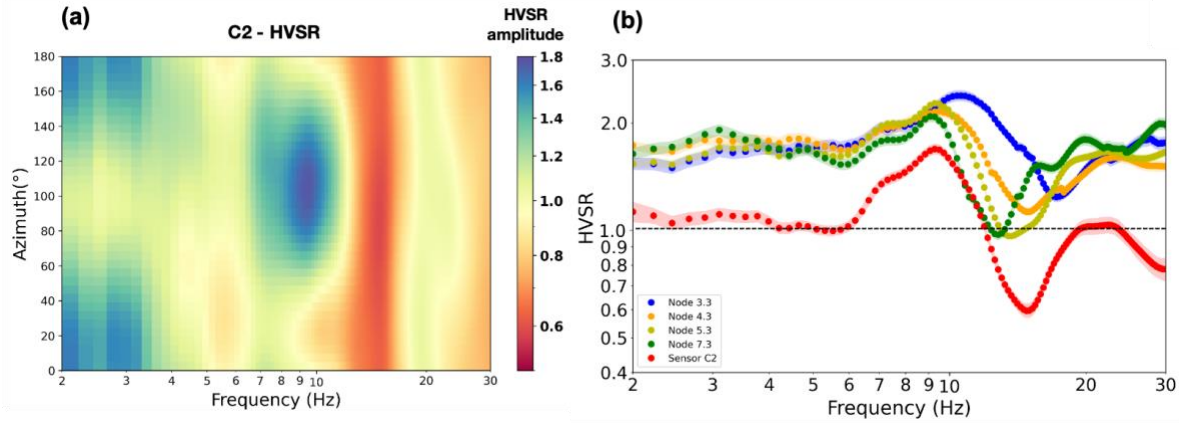 (a)
C2 - HVSR
HVSR
amplitude
180
160
140
120
100
80
60
40
20
0
Azimuth(°)
2 3 4 5 6 7 8 9 10 20 30
Frequency (Hz)
1.8
1.6
1.4
1.2
1.0
0.8
0.6
(b)
3.0
2.0
1.0
0.9
0.8
0.7
0.6
0.5
0.4
HVSR
Node 3.3
Node 4.3
Node 5.3
Node 7.3
Sensor C2
2 3 4 5 6 7 8 9 10 20 30
Frequency (Hz)